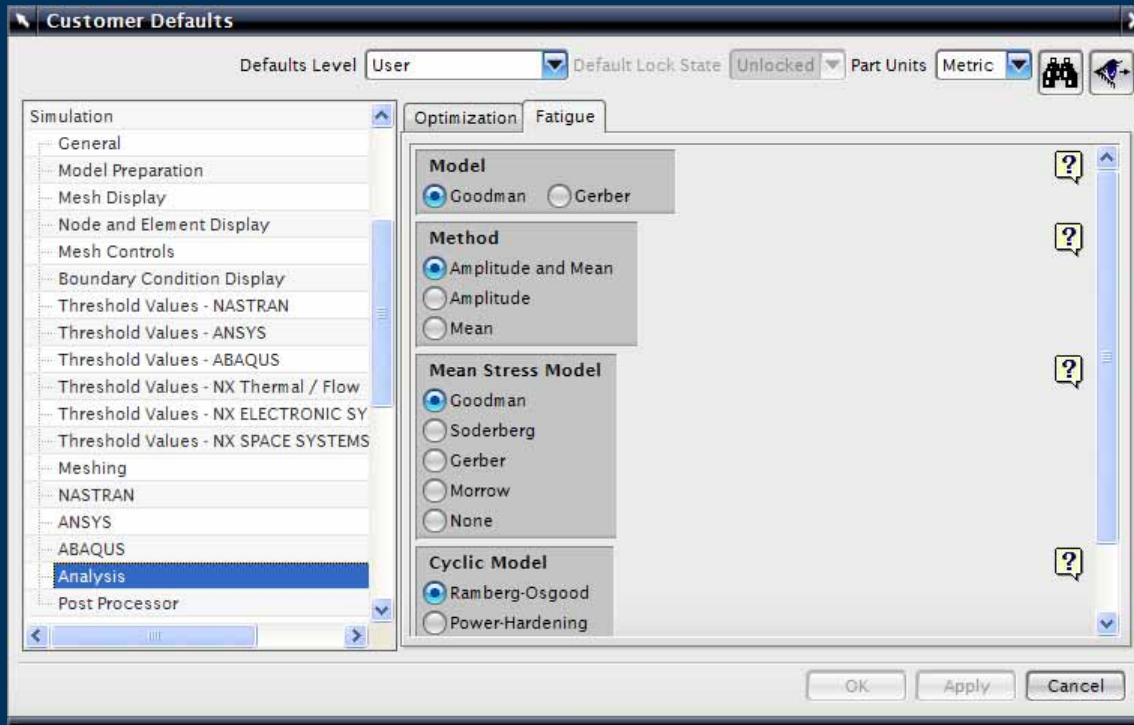 Customer Defaults
Defaults Level User Default Lock State Unlocked Part Units Metric
Simulation
General
Model Preparation
Mesh Display
Node and Element Display
Mesh Controls
Boundary Condition Display
Threshold Values - NASTRAN
Threshold Values - ANSYS
Threshold Values - ABAQUS
Threshold Values - NX Thermal / Flow
Threshold Values - NX ELECTRONIC SY
Threshold Values - NX SPACE SYSTEMS
Meshing
NASTRAN
ANSYS
ABAQUS
Analysis
Post Processor
Optimization Fatigue
Model ?
Goodman Gerber
Method ?
Amplitude and Mean
Amplitude
Mean
Mean Stress Model ?
Goodman
Soderberg
Gerber
Morrow
None
Cyclic Model ?
Ramberg-Osgood
Power-Hardening
OK Apply Cancel